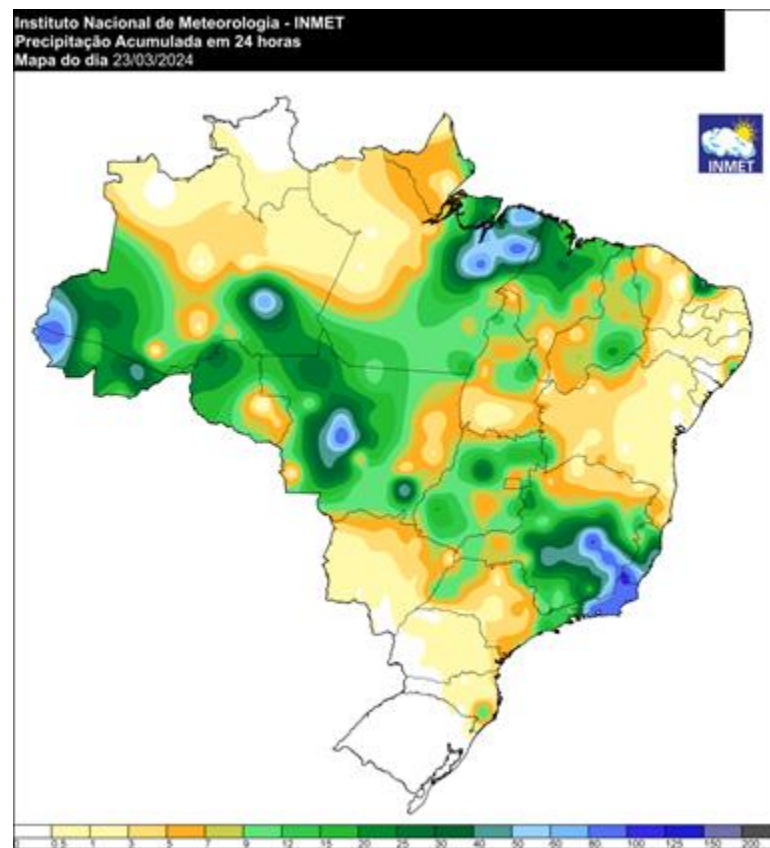 Instituto Nacional de Meteorologia - INMET
Precipitação Acumulada em 24 horas
Mapa do dia 23/03/2024
INMET
0 0.5 1 3 5 7 9 12 15 20 25 30 40 50 60 80 100 125 150 200